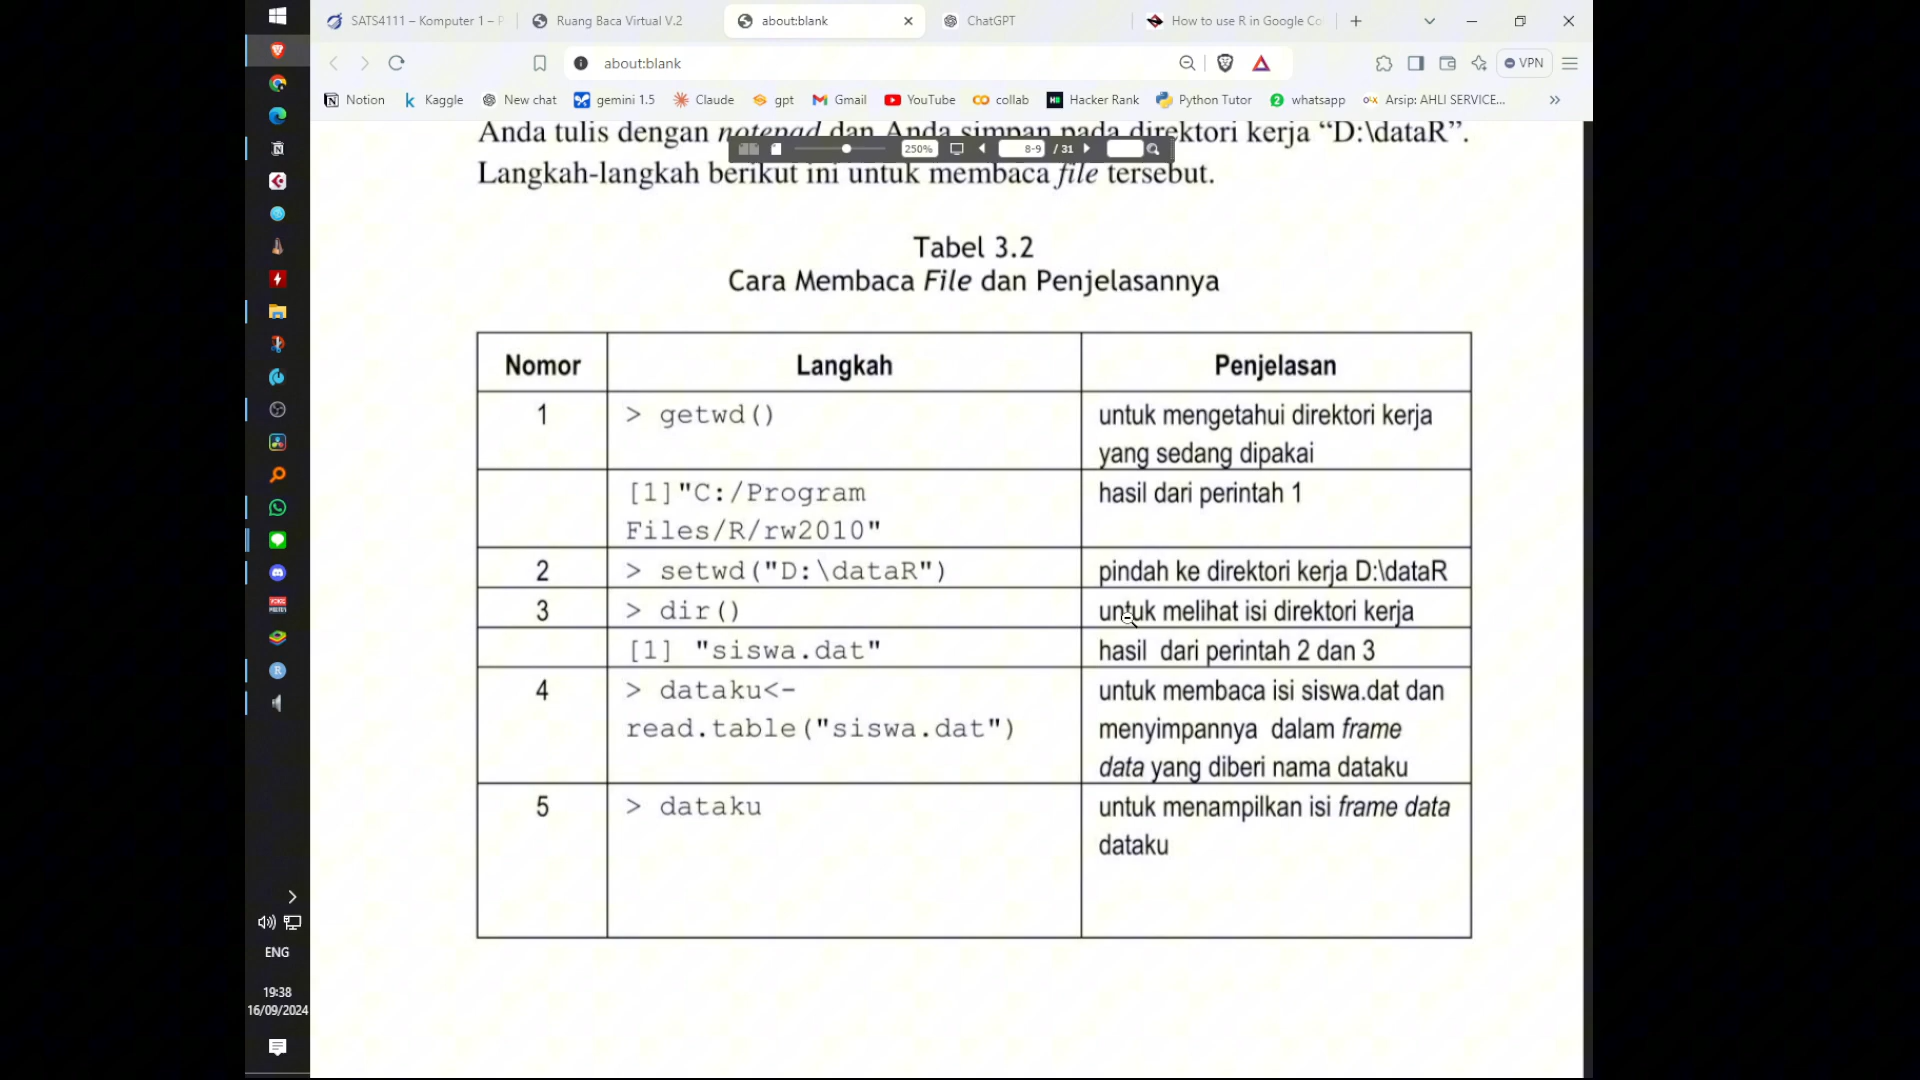 SATS4111 – Komputer 1 – P
Ruang Baca Virtual V.2
about:blank
ChatGPT
How to use R in Google Co
about:blank
VPN
Notion
Kaggle
New chat
gemini 1.5
Claude
gpt
Gmail
YouTube
collab
Hacker Rank
Python Tutor
whatsapp
Arsip: AHLI SERVICE...
Anda tulis dengan notepad dan Anda simpan pada direktori kerja “D:\dataR”.
250%
8-9
/ 31
Langkah-langkah berikut ini untuk membaca file tersebut.
Tabel 3.2
Cara Membaca File dan Penjelasannya
Nomor Langkah Penjelasan
1 > getwd() untuk mengetahui direktori kerja
yang sedang dipakai
[1]"C:/Program hasil dari perintah 1
Files/R/rw2010"
2 > setwd("D:\dataR") pindah ke direktori kerja D:\dataR
3 > dir() untuk melihat isi direktori kerja
[1] "siswa.dat" hasil dari perintah 2 dan 3
4 > dataku<- untuk membaca isi siswa.dat dan
read.table("siswa.dat") menyimpannya dalam frame
data yang diberi nama dataku
5 > dataku untuk menampilkan isi frame data
dataku
ENG
19:38
16/09/2024